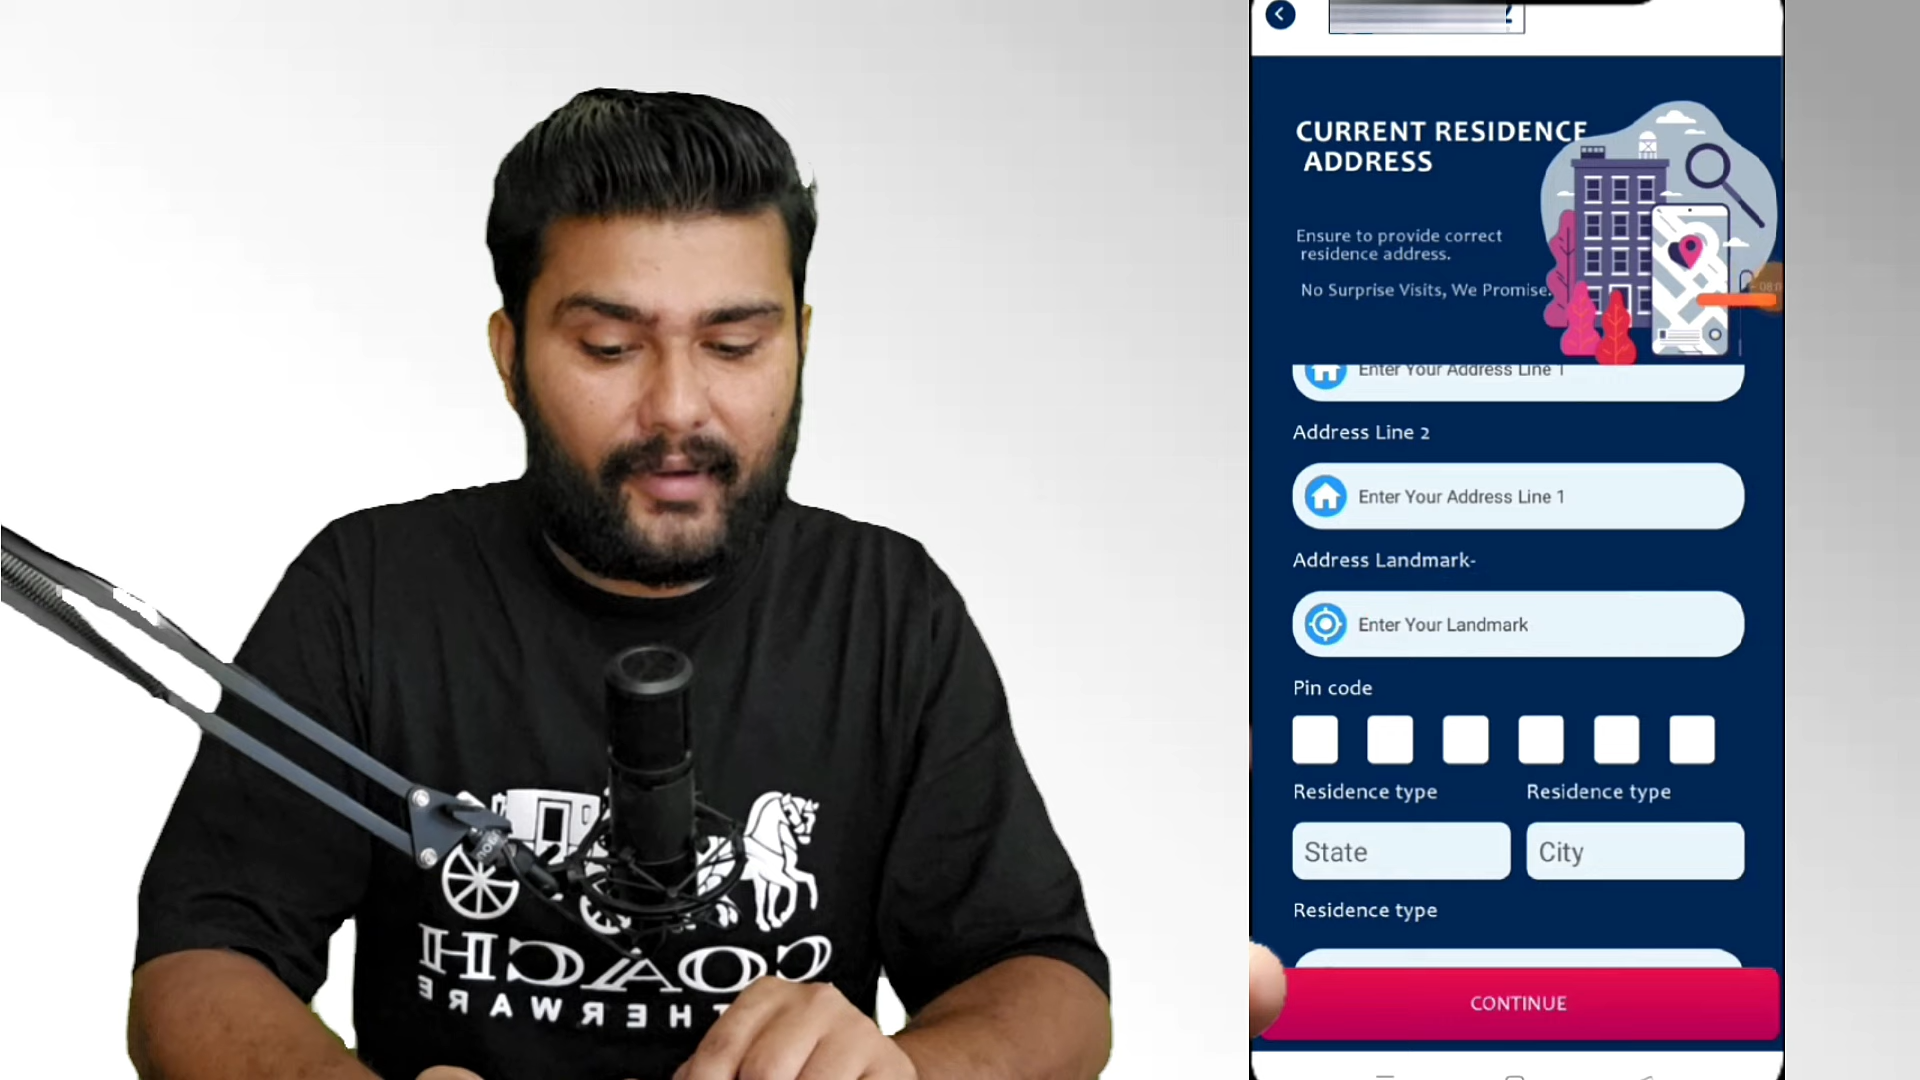 CURRENT RESIDENCE
ADDRESS
Ensure to provide correct
residence address.
No Surprise Visits, We Promise.
Enter Your Address Line 1
Address Line 2
Enter Your Address Line 1
Address Landmark-
Enter Your Landmark
Pin code
Residence type Residence type
State City
Residence type
CONTINUE
COACH